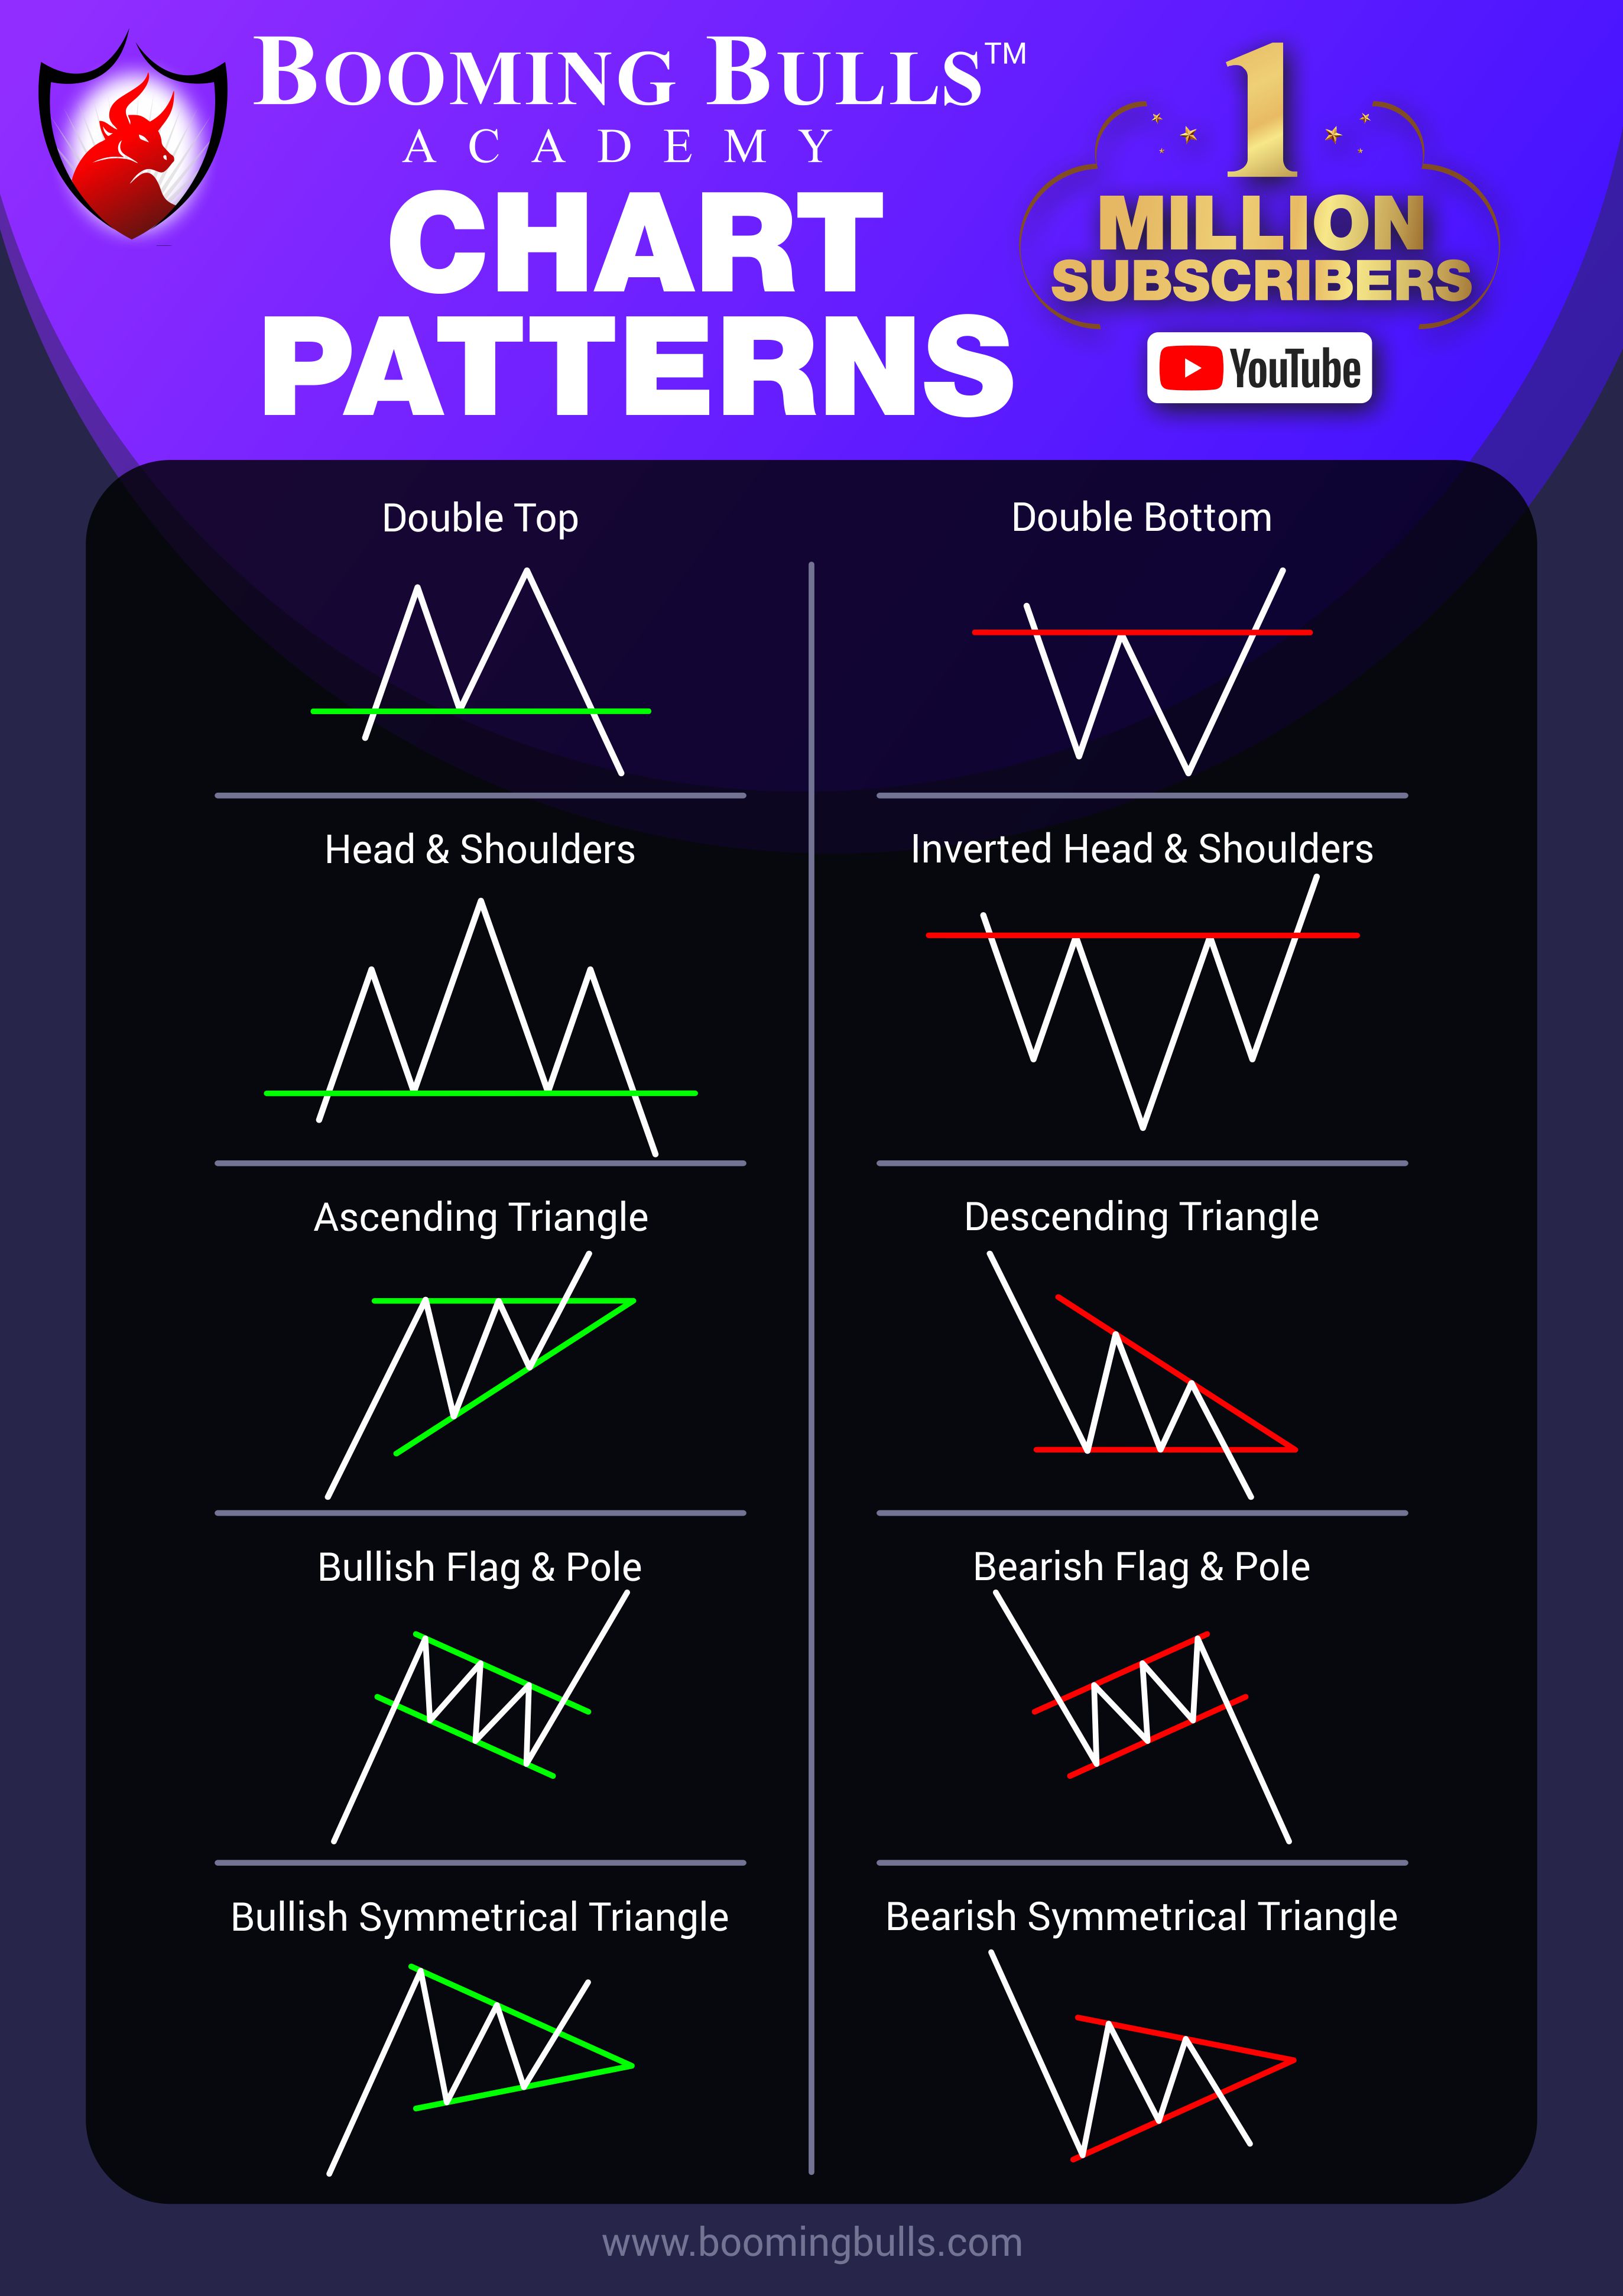 BOOMING BULLS™
ACADEMY
CHART
PATTERNS
1
MILLION
SUBSCRIBERS
YouTube
Double Top
Double Bottom
Head & Shoulders
Inverted Head & Shoulders
Ascending Triangle
Descending Triangle
Bullish Flag & Pole
Bearish Flag & Pole
Bullish Symmetrical Triangle
Bearish Symmetrical Triangle
www.boomingbulls.com